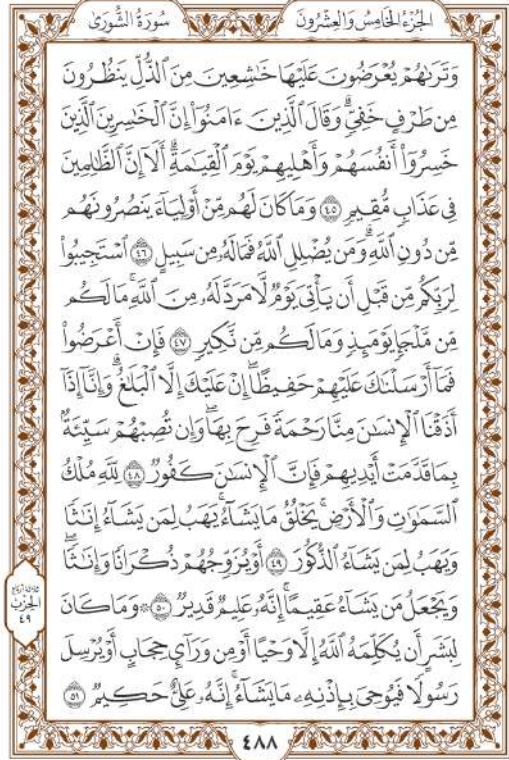 الجُزْءُ الخَامِسُ وَالعِشْرُونَ
سُورَةُ الشُّورَىٰ
وَتَرَىٰهُمْ يُعْرَضُونَ عَلَيْهَا خَٰشِعِينَ مِنَ ٱلذُّلِّ يَنظُرُونَ
مِن طَرْفٍ خَفِيٍّۗ وَقَالَ ٱلَّذِينَ ءَامَنُوٓاْ إِنَّ ٱلْخَٰسِرِينَ ٱلَّذِينَ
خَسِرُوٓاْ أَنفُسَهُمْ وَأَهْلِيهِمْ يَوْمَ ٱلْقِيَٰمَةِۗ أَلَآ إِنَّ ٱلظَّٰلِمِينَ
فِى عَذَابٍ مُّقِيمٍ ٤٥ وَمَا كَانَ لَهُم مِّنْ أَوْلِيَآءَ يَنصُرُونَهُم
مِّن دُونِ ٱللَّهِۗ وَمَن يُضْلِلِ ٱللَّهُ فَمَا لَهُۥ مِن سَبِيلٍ ٤٦ ٱسْتَجِيبُواْ
لِرَبِّكُم مِّن قَبْلِ أَن يَأْتِىَ يَوْمٌ لَّا مَرَدَّ لَهُۥ مِنَ ٱللَّهِۚ مَا لَكُم
مِّن مَّلْجَإٍ يَوْمَئِذٍ وَمَا لَكُم مِّن نَّكِيرٍ ٤٧ فَإِنْ أَعْرَضُواْ
فَمَآ أَرْسَلْنَٰكَ عَلَيْهِمْ حَفِيظًاۖ إِنْ عَلَيْكَ إِلَّا ٱلْبَلَٰغُۗ وَإِنَّآ إِذَآ
أَذَقْنَا ٱلْإِنسَٰنَ مِنَّا رَحْمَةً فَرِحَ بِهَاۖ وَإِن تُصِبْهُمْ سَيِّئَةٌۢ
بِمَا قَدَّمَتْ أَيْدِيهِمْ فَإِنَّ ٱلْإِنسَٰنَ كَفُورٌ ٤٨ لِّلَّهِ مُلْكُ
ٱلسَّمَٰوَٰتِ وَٱلْأَرْضِۚ يَخْلُقُ مَا يَشَآءُۚ يَهَبُ لِمَن يَشَآءُ إِنَٰثًا
وَيَهَبُ لِمَن يَشَآءُ ٱلذُّكُورَ ٤٩ أَوْ يُزَوِّجُهُمْ ذُكْرَانًا وَإِنَٰثًاۖ
وَيَجْعَلُ مَن يَشَآءُ عَقِيمًاۚ إِنَّهُۥ عَلِيمٌ قَدِيرٌ ٥٠ ۞ وَمَا كَانَ
لِبَشَرٍ أَن يُكَلِّمَهُ ٱللَّهُ إِلَّا وَحْيًا أَوْ مِن وَرَآئِ حِجَابٍ أَوْ يُرْسِلَ
رَسُولًا فَيُوحِىَ بِإِذْنِهِۦ مَا يَشَآءُۚ إِنَّهُۥ عَلِىٌّ حَكِيمٌ ٥١
الحِزْبُ
٤٩
٤٨٨